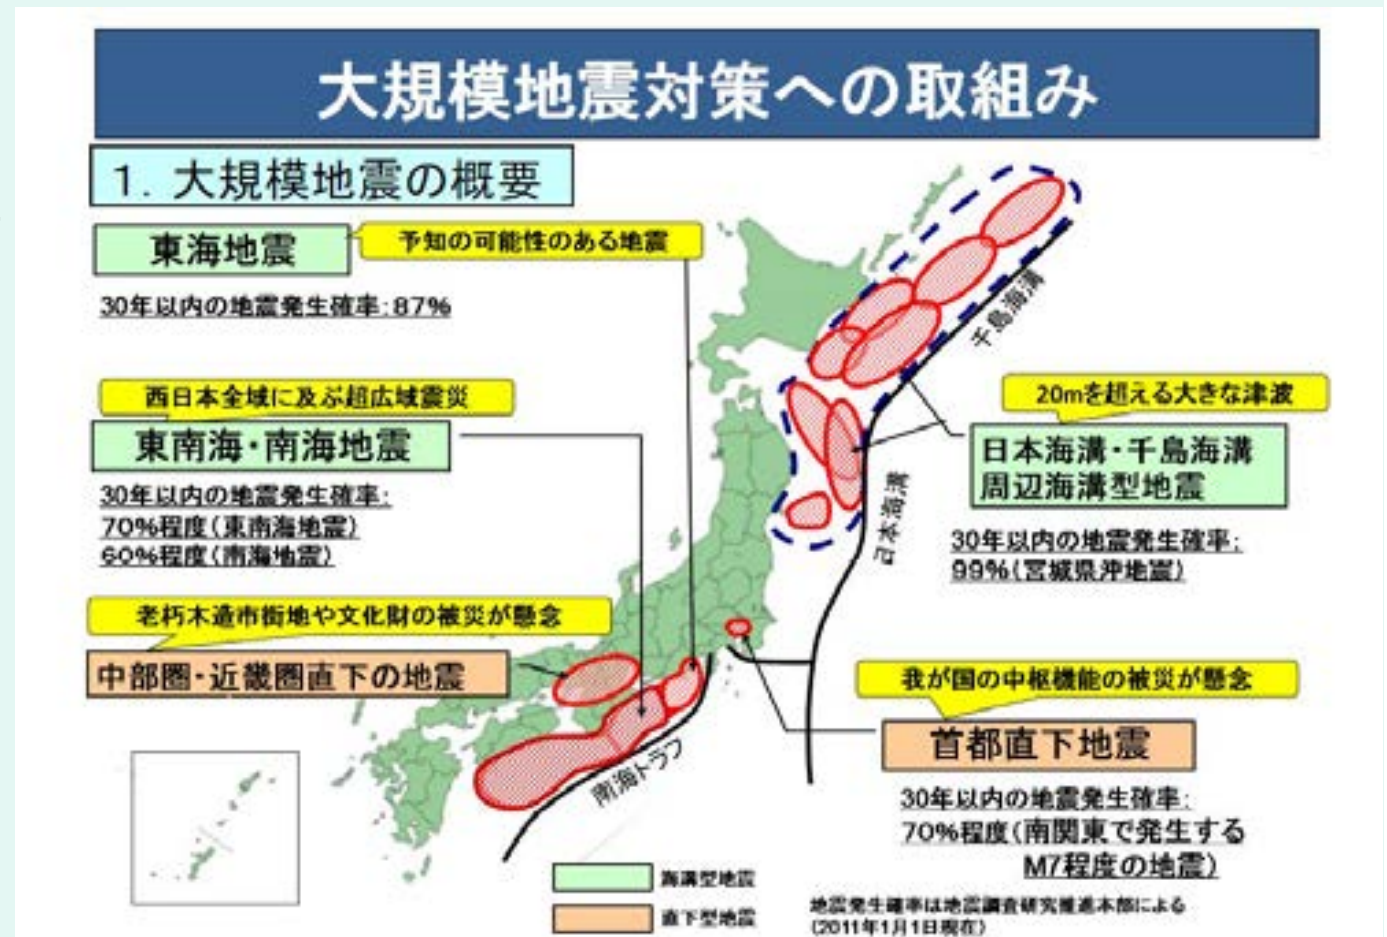 大規模地震対策への取組み
1. 大規模地震の概要
東海地震
予知の可能性のある地震
30年以内の地震発生確率:87%
西日本全域に及ぶ超広域震災
東南海・南海地震
30年以内の地震発生確率:
70%程度(東南海地震)
60%程度(南海地震)
老朽木造市街地や文化財の被災が懸念
中部圏・近畿圏直下の地震
千島海溝
20mを超える大きな津波
日本海溝・千島海溝
周辺海溝型地震
30年以内の地震発生確率:
99%(宮城県沖地震)
日本海溝
我が国の中枢機能の被災が懸念
首都直下地震
30年以内の地震発生確率:
70%程度(南関東で発生する
M7程度の地震)
南海トラフ
海溝型地震
直下型地震
地震発生確率は地震調査研究推進本部による
(2011年1月1日現在)